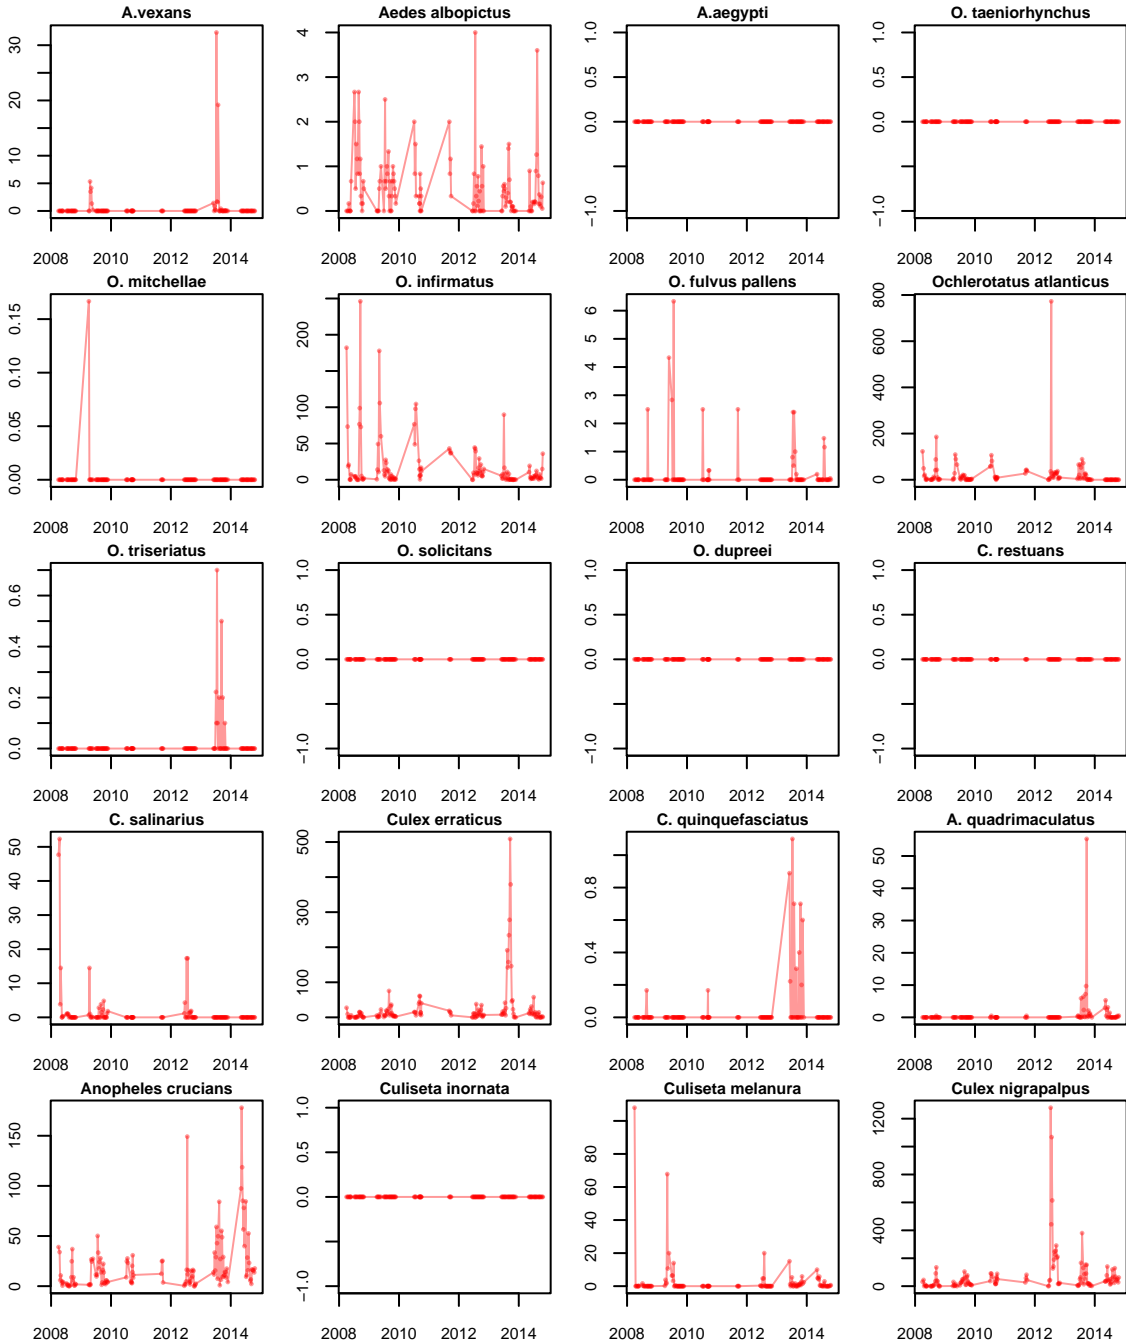 A.vexans
Aedes albopictus
A.aegypti
O. taeniorhynchus
0 5 15 20 25 30
0 1 2 3 4
−1.0 0.0 0.5 1.0
−1.0 0.0 0.5 1.0
2008 2010 2012 2014
2008 2010 2012 2014
2008 2010 2012 2014
2008 2010 2012 2014
O. mitchellae
O. infirmatus
O. fulvus pallens
Ochlerotatus atlanticus
0.00 0.05 0.10 0.15
0 50 100 200
0 1 2 3 4 5 6
0 200 400 600 800
2008 2010 2012 2014
2008 2010 2012 2014
2008 2010 2012 2014
2008 2010 2012 2014
O. triseriatus
O. solicitans
O. dupreei
C. restuans
0.0 0.2 0.4 0.6
−1.0 0.0 0.5 1.0
−1.0 0.0 0.5 1.0
−1.0 0.0 0.5 1.0
2008 2010 2012 2014
2008 2010 2012 2014
2008 2010 2012 2014
2008 2010 2012 2014
C. salinarius
Culex erraticus
C. quinquefasciatus
A. quadrimaculatus
0 10 20 30 40 50
0 100 300 500
0.0 0.4 0.8
0 10 20 30 40 50
2008 2010 2012 2014
2008 2010 2012 2014
2008 2010 2012 2014
2008 2010 2012 2014
Anopheles crucians
Culiseta inornata
Culiseta melanura
Culex nigrapalpus
0 50 100 150
−1.0 0.0 0.5 1.0
0 20 40 60 80
0 400 800 1200
2008 2010 2012 2014
2008 2010 2012 2014
2008 2010 2012 2014
2008 2010 2012 2014